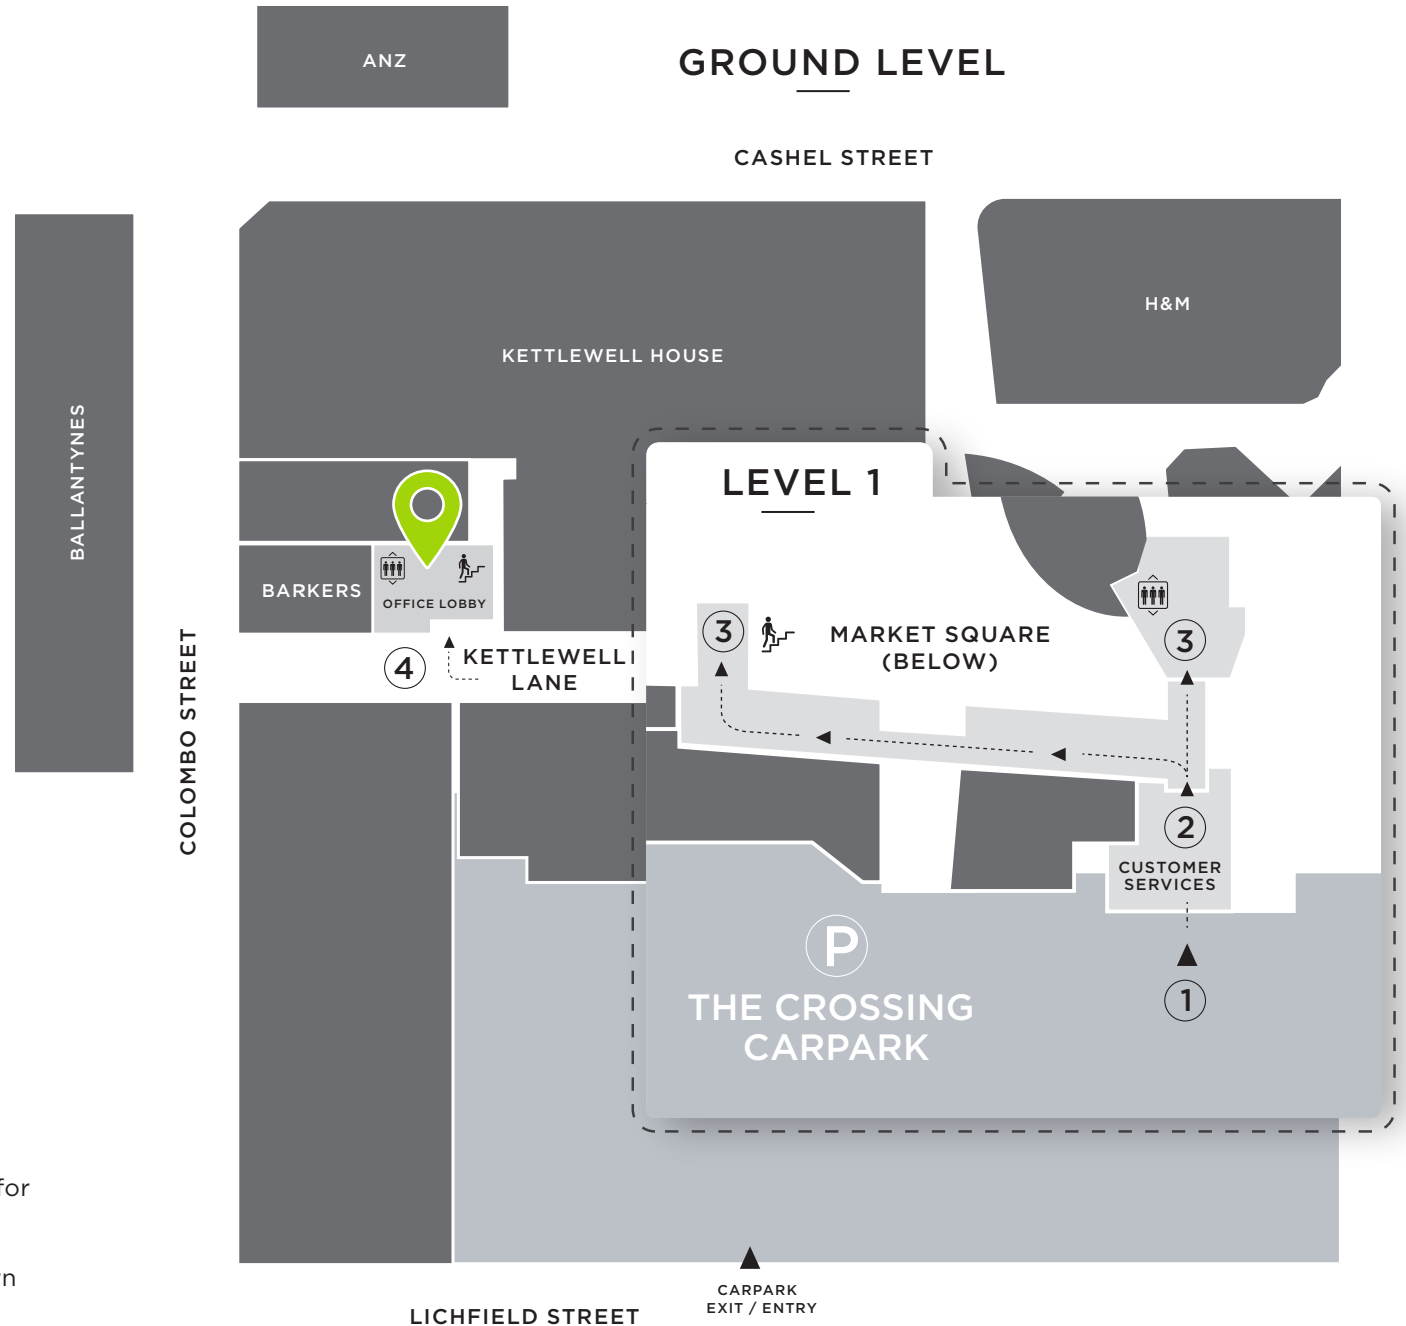 ANZ
GROUND LEVEL
CASHEL STREET
H&M
KETTLEWELL HOUSE
BALLANTYNES
LEVEL 1
BARKERS
OFFICE LOBBY
3
MARKET SQUARE
(BELOW)
3
4
KETTLEWELL
LANE
COLOMBO STREET
2
CUSTOMER
SERVICES
P
THE CROSSING
CARPARK
1
for
CARPARK
EXIT / ENTRY
LICHFIELD STREET